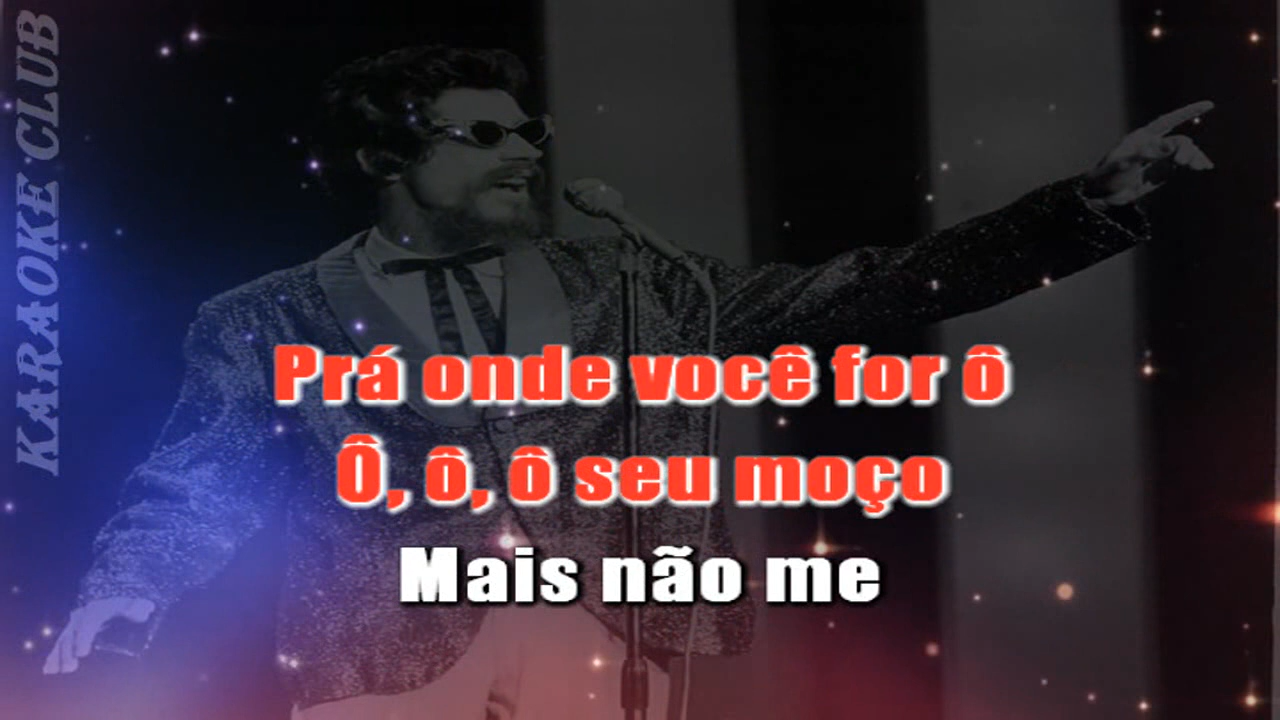 KARAOKE CLUB
Prá onde você for ô
Ô, ô, ô seu moço
Mais não me